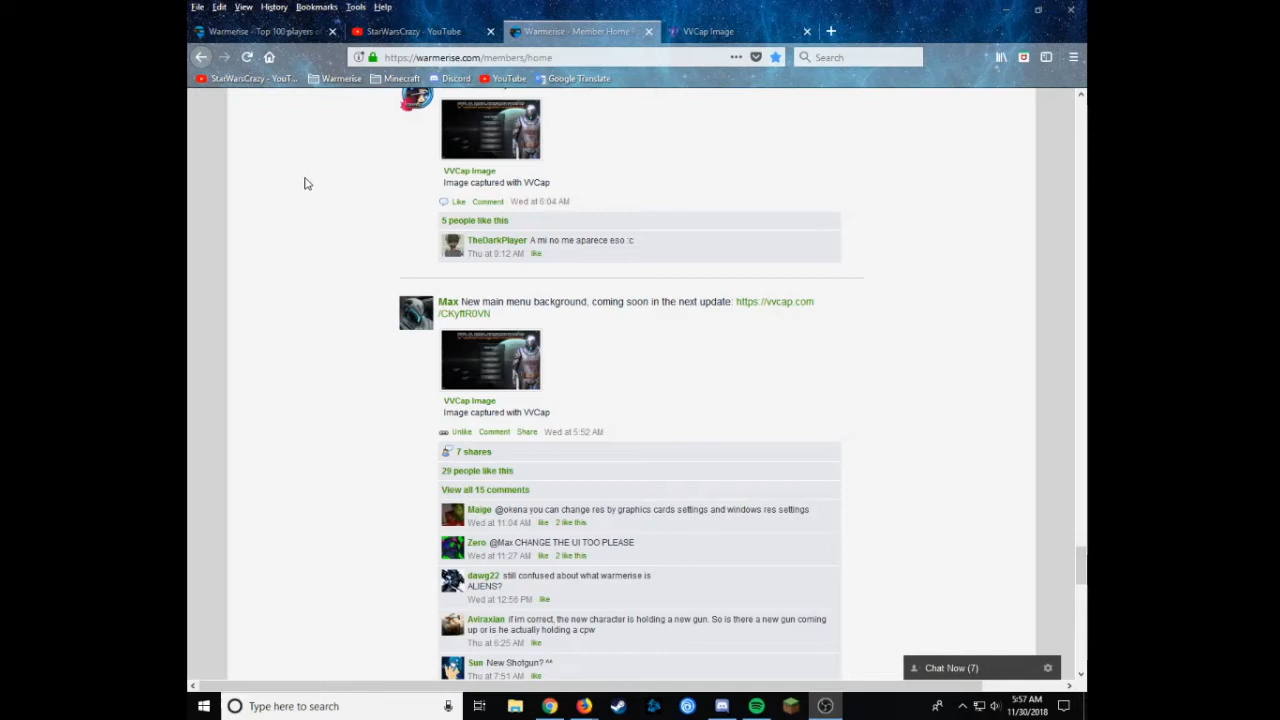 File Edit View History Bookmarks Tools Help
Warmerise - Top 100 players of
StarWarsCrazy - YouTube
Warmerise - Member Home -
VVCap Image
https://warmerise.com/members/home
Search
StarWarsCrazy - YouT...
Warmerise
Minecraft
Discord
YouTube
Google Translate
VVCap Image
Image captured with VVCap
Like Comment Wed at 6:04 AM
5 people like this
TheDarkPlayer A mi no me aparece eso :c
Thu at 9:12 AM like
Max New main menu background, coming soon in the next update: https://vvcap.com
/CKyftR0VN
VVCap Image
Image captured with VVCap
Unlike Comment Share Wed at 5:52 AM
7 shares
29 people like this
View all 15 comments
Maige @okena you can change res by graphics cards settings and windows res settings
Wed at 11:04 AM like 2 like this
Zero @Max CHANGE THE UI TOO PLEASE
Wed at 11:27 AM like 2 like this
dawg22 still confused about what warmerise is
ALIENS?
Wed at 12:56 PM like
Aviraxian if im correct, the new character is holding a new gun. So is there a new gun coming
up or is he actually holding a cpw
Thu at 6:25 AM like
Sun New Shotgun? ^^
Thu at 7:51 AM like
Chat Now (7)
Type here to search
5:57 AM
11/30/2018